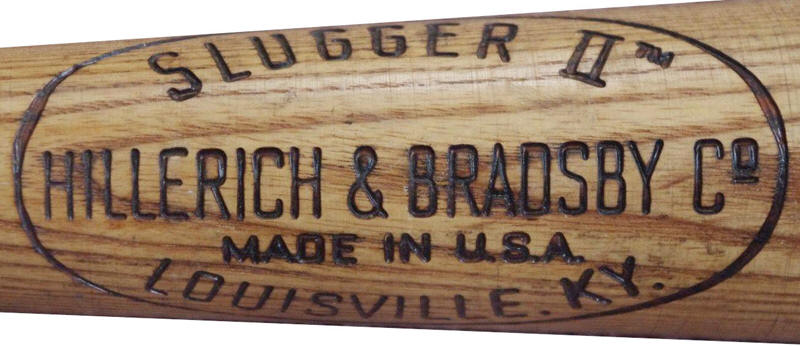 SLUGGER II™
HILLERICH & BRADSBY Cº
MADE IN U.S.A.
LOUISVILLE. KY.